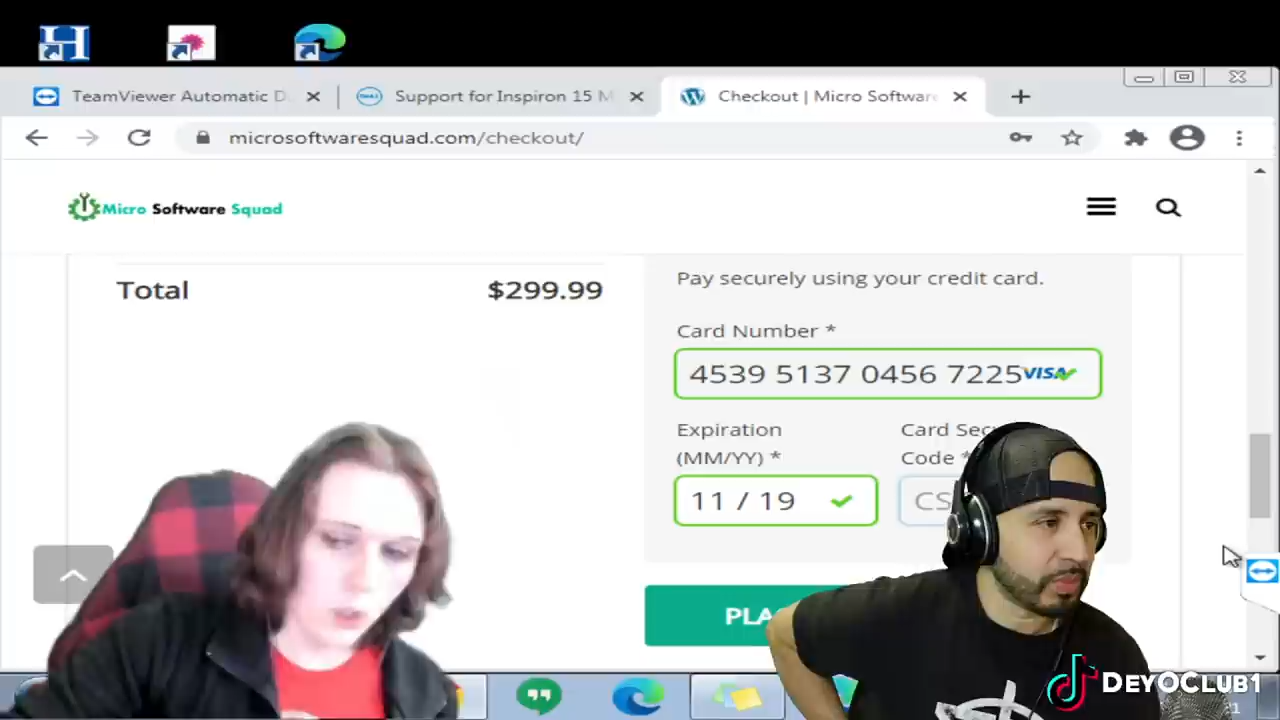 TeamViewer Automatic D
Support for Inspiron 15 M
Checkout | Micro Software
microsoftwaresquad.com/checkout/
Micro Software Squad
Pay securely using your credit card.
Total $299.99
Card Number *
4539 5137 0456 7225 VISA
Expiration
(MM/YY) *
Card Sec
Code *
11 / 19
CS
PLA
DEYOCLUB1